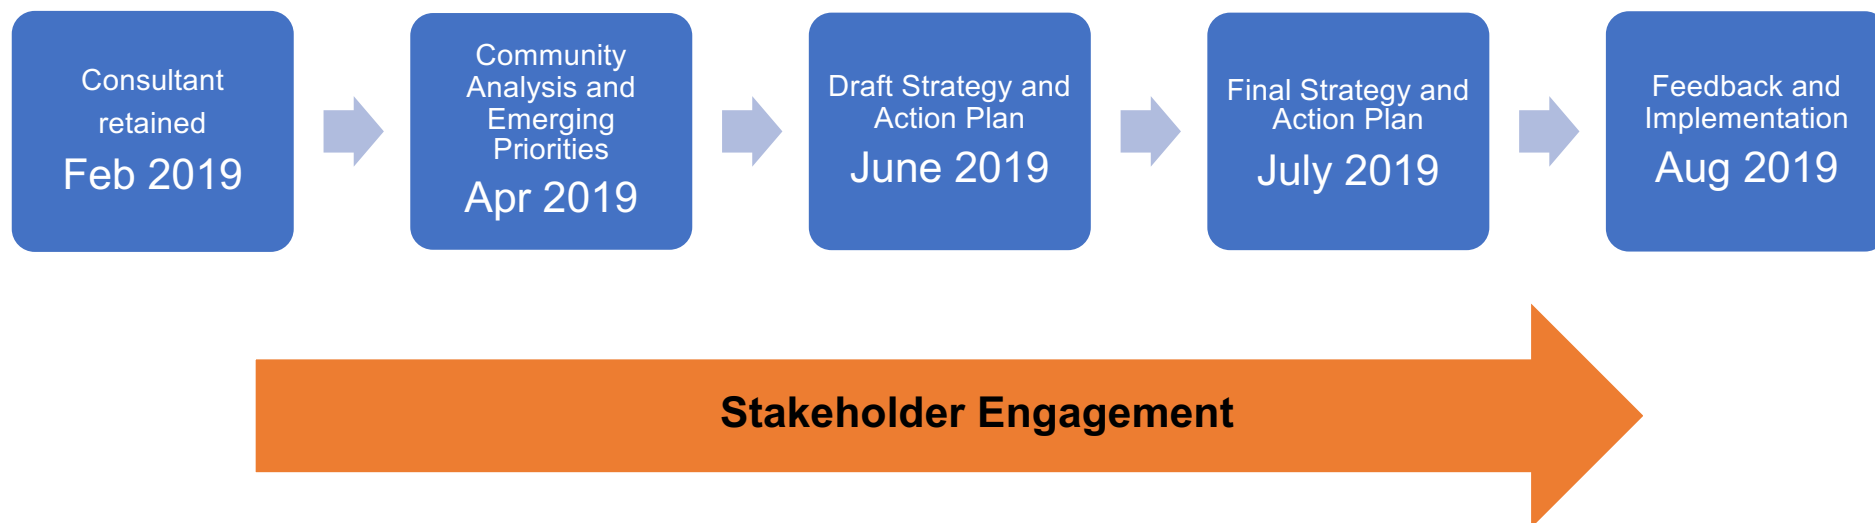 Consultant
retained
Feb 2019
Community
Analysis and
Emerging
Priorities
Apr 2019
Draft Strategy and
Action Plan
June 2019
Final Strategy and
Action Plan
July 2019
Feedback and
Implementation
Aug 2019
Stakeholder Engagement